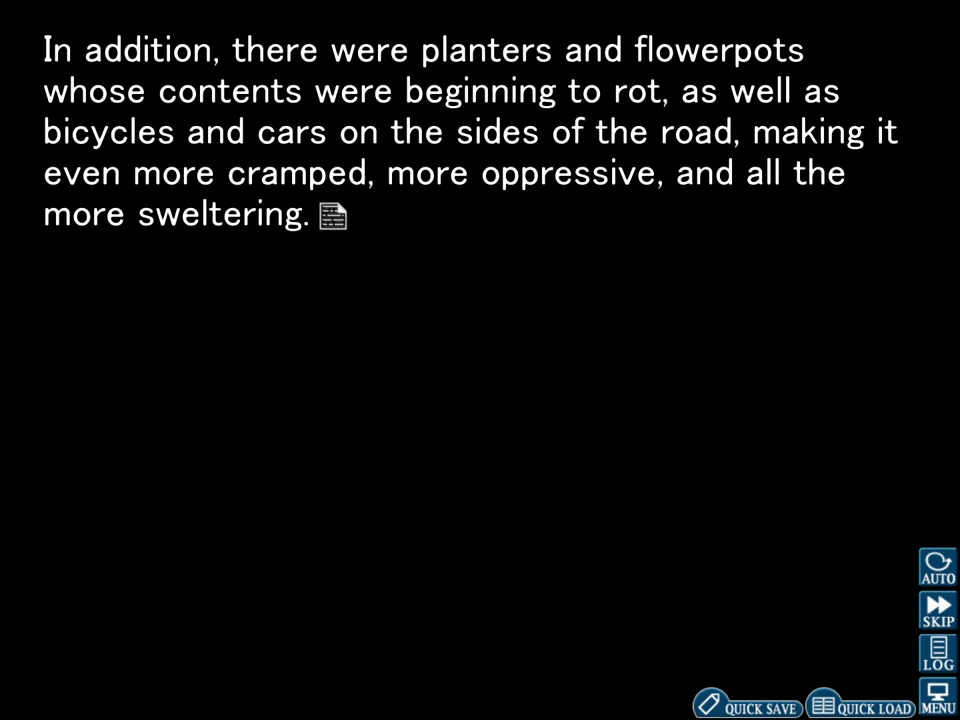 In addition, there were planters and flowerpots
whose contents were beginning to rot, as well as
bicycles and cars on the sides of the road, making it
even more cramped, more oppressive, and all the
more sweltering.
AUTO
SKIP
LOG
QUICK SAVE QUICK LOAD MENU